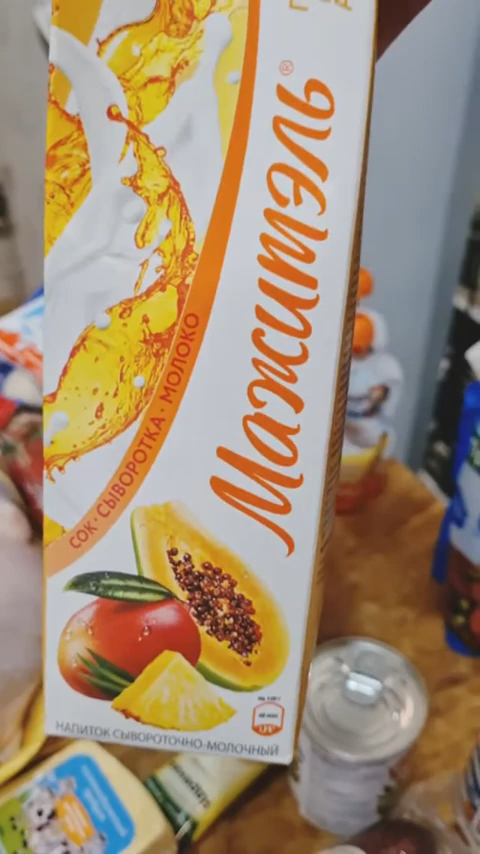 Мажитэль®
СОК · СЫВОРОТКА · МОЛОКО
НАПИТОК СЫВОРОТОЧНО-МОЛОЧНЫЙ